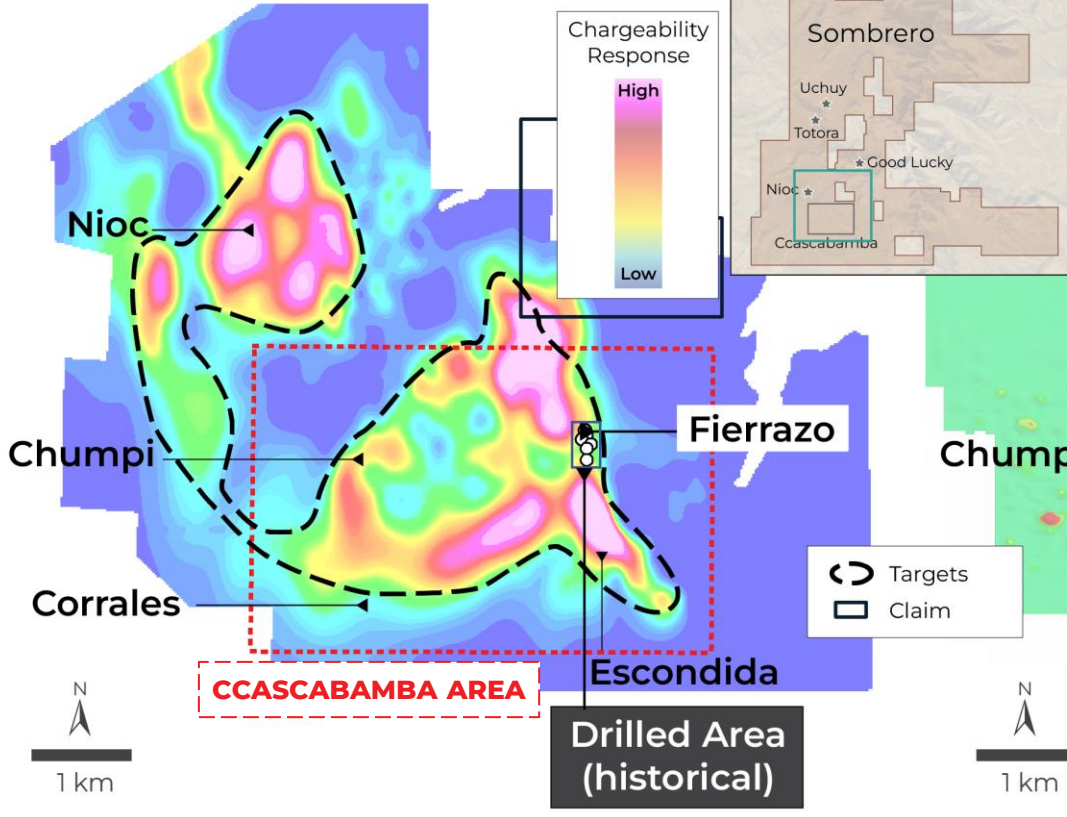 Chargeability
Response
High
Low
Sombrero
Uchuy
Totora
Good Lucky
Nioc
Ccascabamba
Nioc
Chumpi
Corrales
Fierrazo
Escondida
CCASCABAMBA AREA
Drilled Area
(historical)
Chump
Targets
Claim
N
1 km
N
1 km